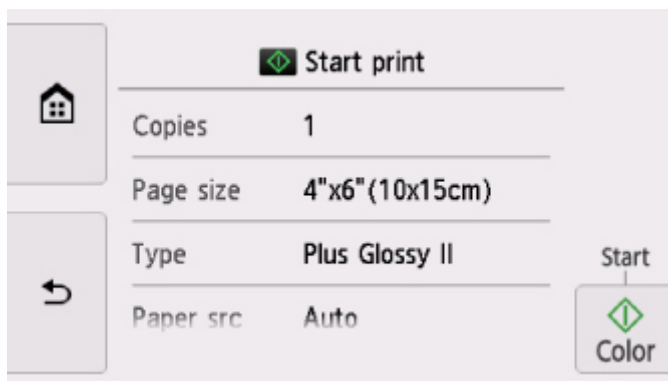 Start print
Copies 1
Page size 4"x6"(10x15cm)
Type Plus Glossy II
Paper src Auto
Start
Color